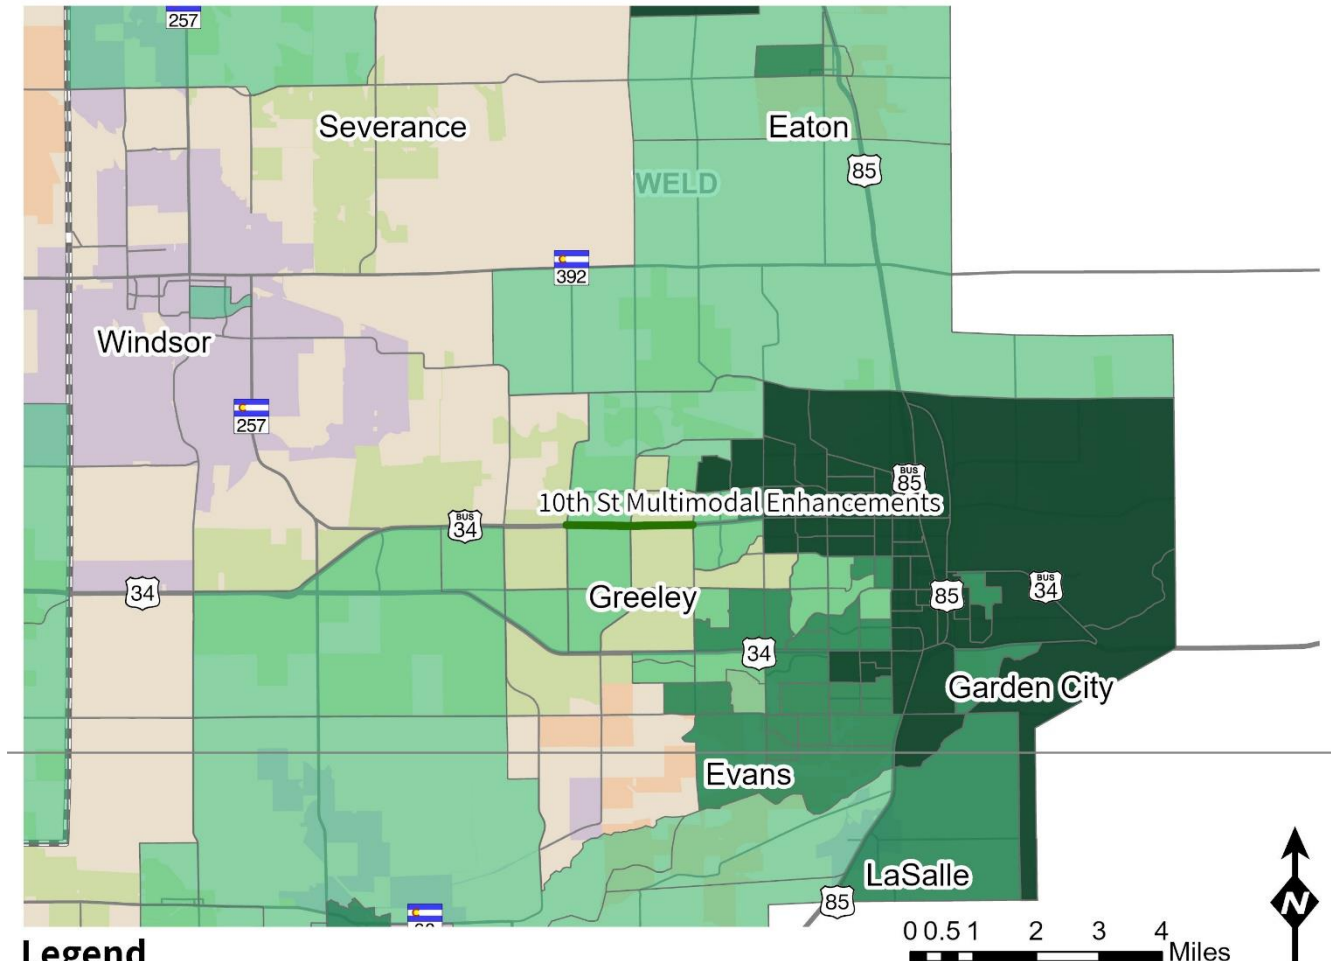 257
Severance
Eaton
85
WELD
392
Windsor
257
BUS
85
10th St Multimodal Enhancements
BUS
34
34
Greeley
85
BUS
34
34
Garden City
Evans
LaSalle
85
N
Legend
0 0.5 1 2 3 4
Miles